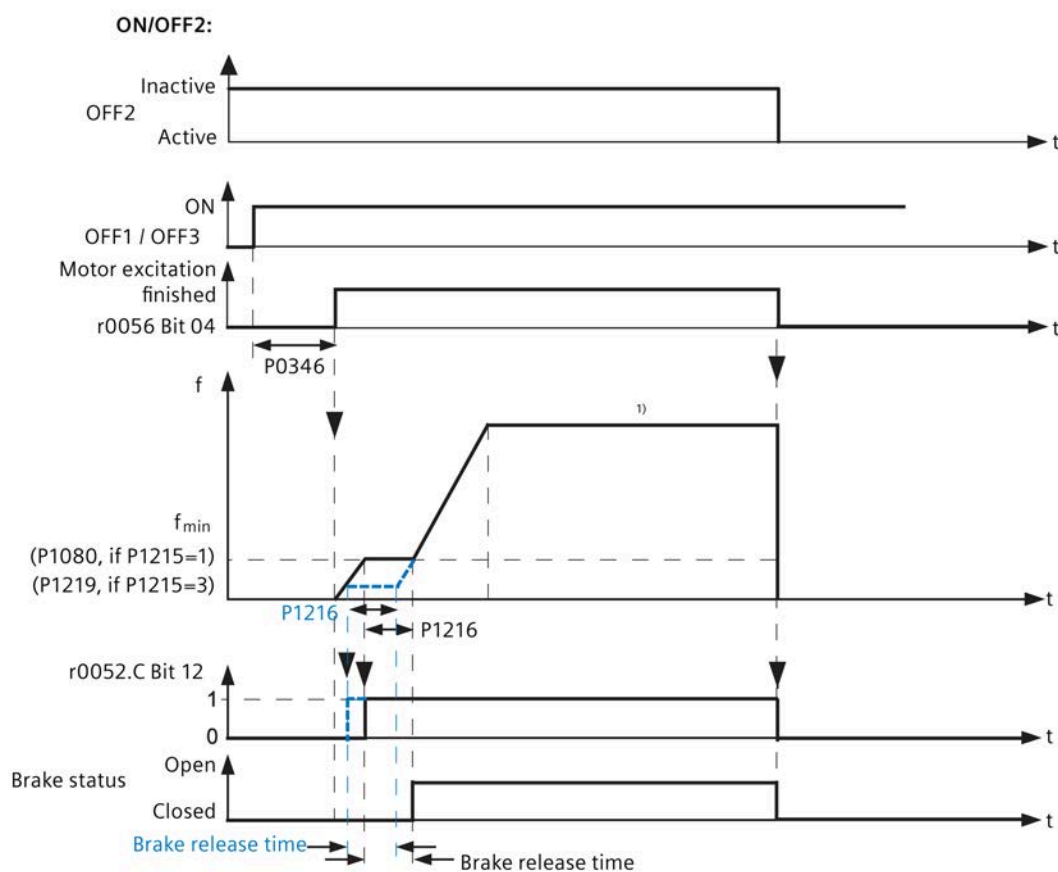 ON/OFF2:
Inactive
OFF2
Active
t
ON
OFF1 / OFF3
t
Motor excitation
finished
r0056 Bit 04
t
P0346
f
1)
fmin
(P1080, if P1215=1)
(P1219, if P1215=3)
t
P1216
P1216
r0052.C Bit 12
1
0
t
Open
Brake status
Closed
t
Brake release time
Brake release time